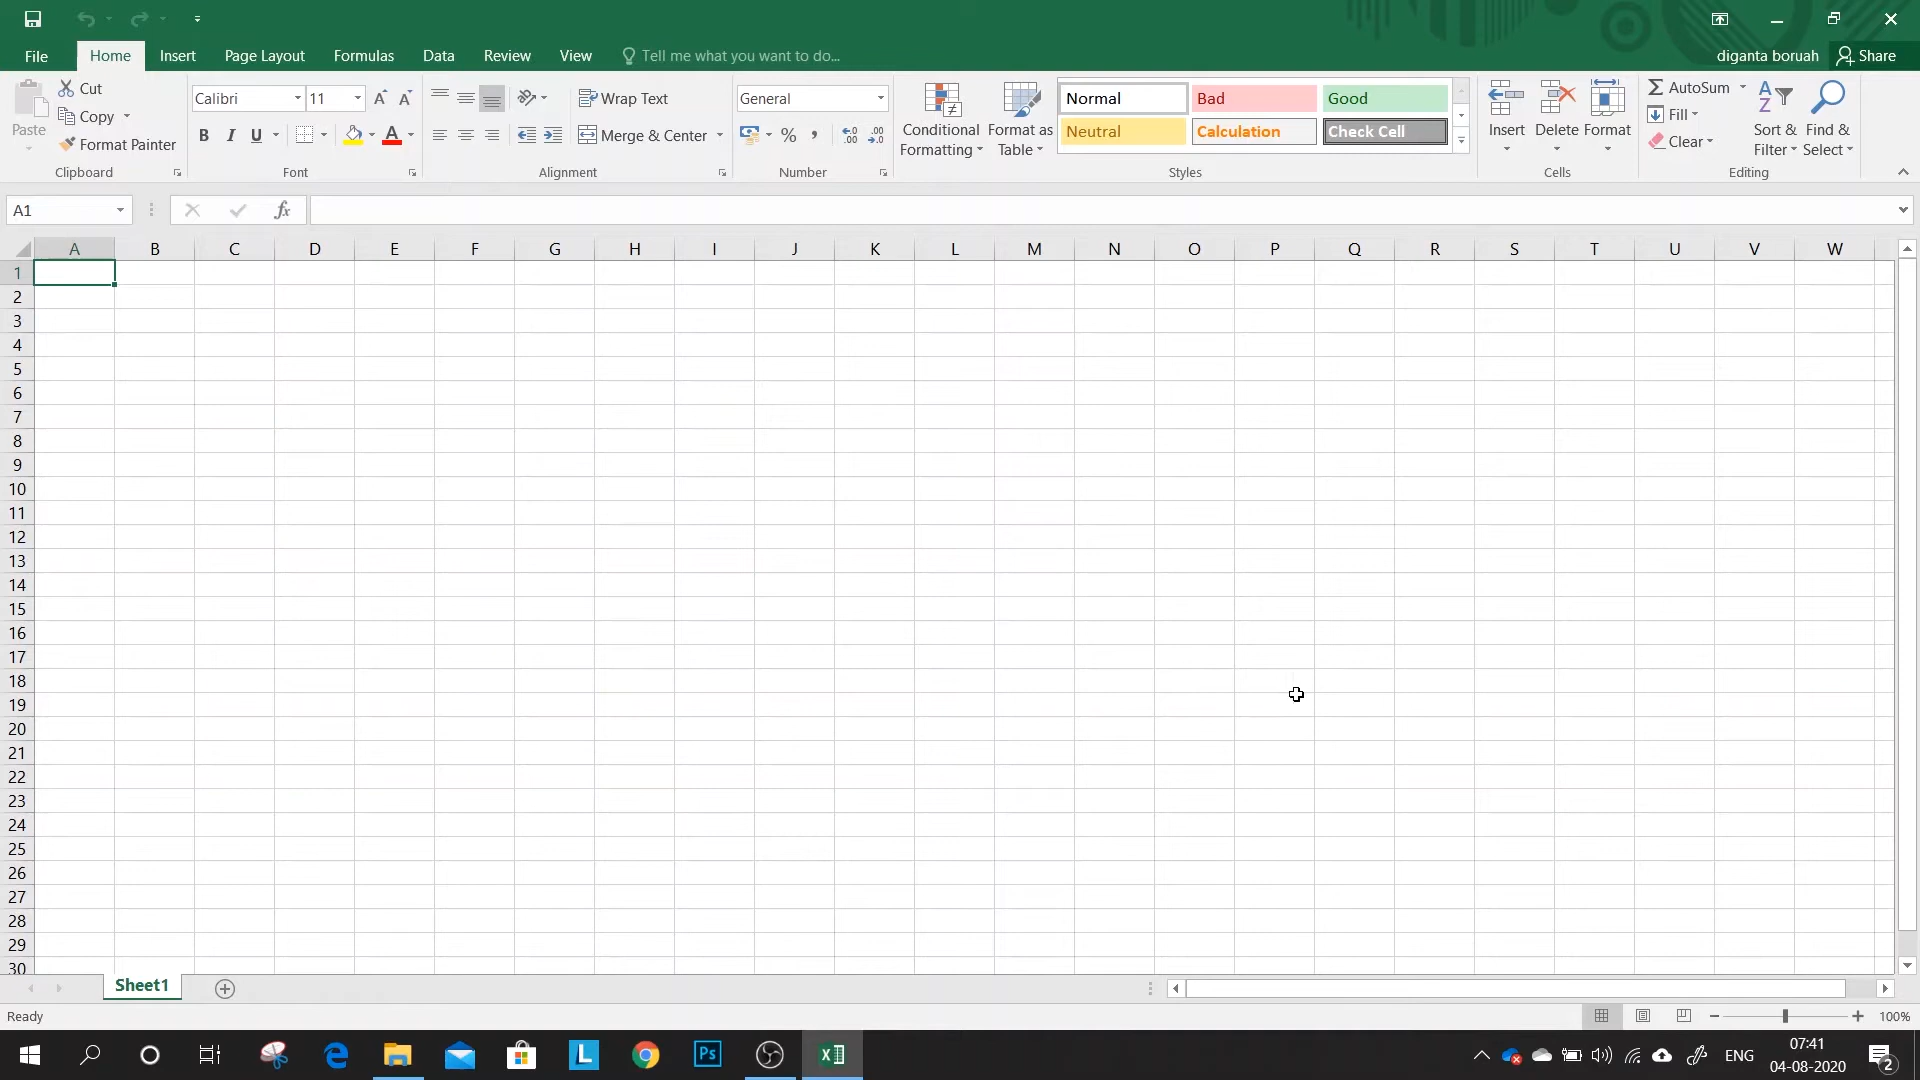 File Home Insert Page Layout Formulas Data Review View Tell me what you want to do... diganta boruah Share
Paste
Cut
Copy
Format Painter
Clipboard
Calibri 11
B I U
Font
Wrap Text
Merge & Center
Alignment
General
%
Number
Conditional Formatting
Format as Table
Normal Bad Good
Neutral Calculation Check Cell
Styles
Insert Delete Format
Cells
AutoSum
Fill
Clear
Sort & Filter
Find & Select
Editing
A1 fx
A B C D E F G H I J K L M N O P Q R S T U V W
1
2
3
4
5
6
7
8
9
10
11
12
13
14
15
16
17
18
19
20
21
22
23
24
25
26
27
28
29
30
Sheet1
Ready 100%
ENG
07:41
04-08-2020
2